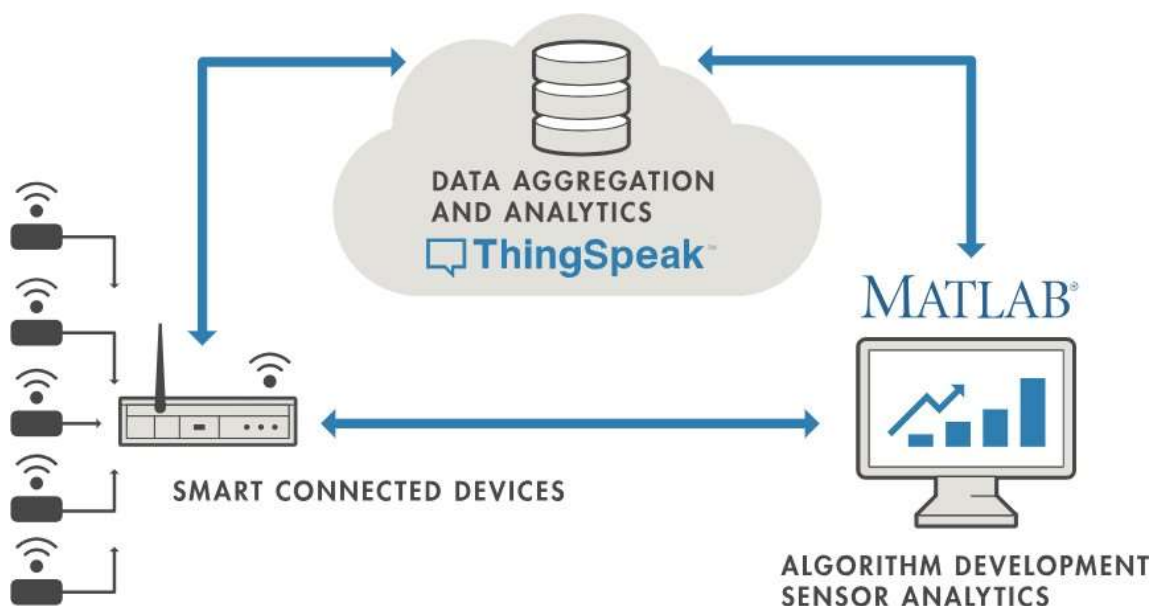 DATA AGGREGATION
AND ANALYTICS
ThingSpeak™
MATLAB®
SMART CONNECTED DEVICES
ALGORITHM DEVELOPMENT
SENSOR ANALYTICS